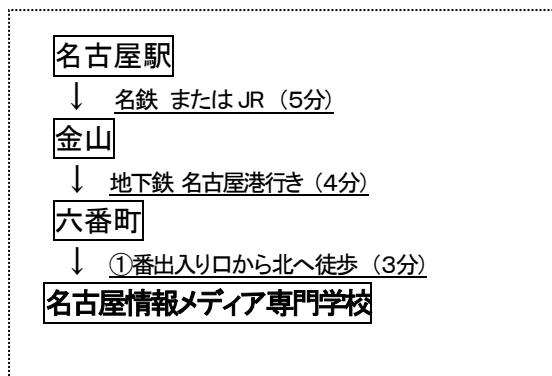 名古屋駅
↓ 名鉄 または JR （5分）
金山
↓ 地下鉄 名古屋港行き （4分）
六番町
↓ ①番出入り口から北へ徒歩 （3分）
名古屋情報メディア専門学校